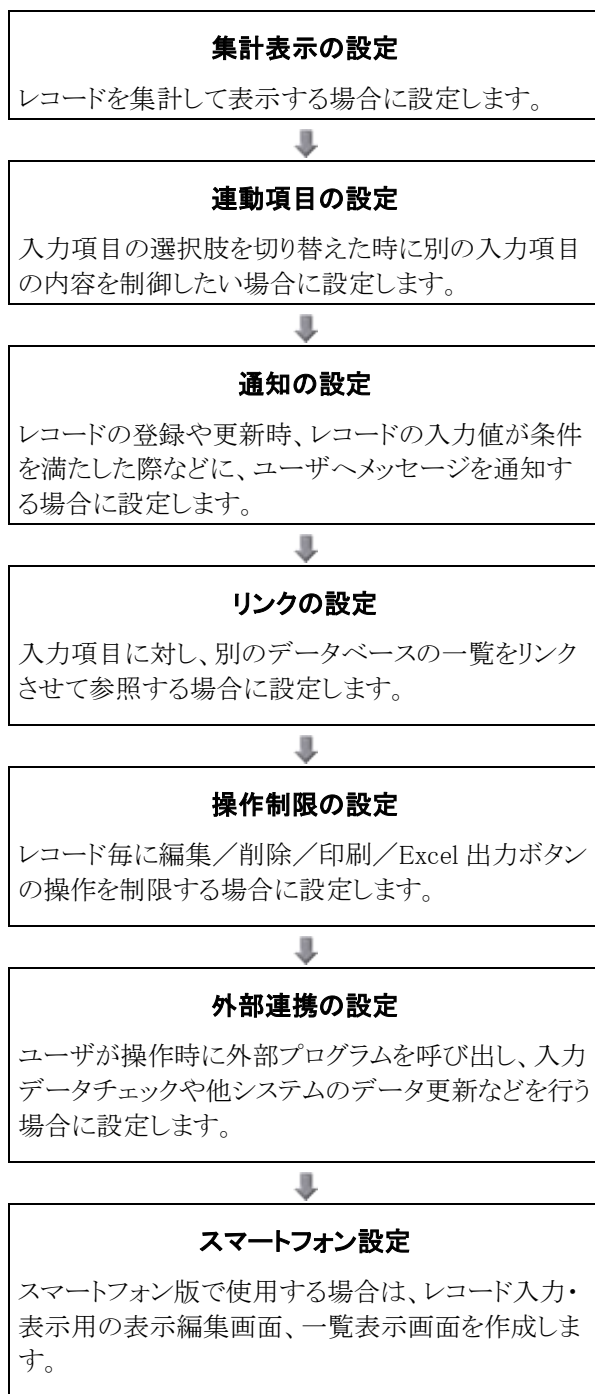 集計表示の設定
レコードを集計して表示する場合に設定します。
連動項目の設定
入力項目の選択肢を切り替えた時に別の入力項目
の内容を制御したい場合に設定します。
通知の設定
レコードの登録や更新時、レコードの入力値が条件
を満たした際などに、ユーザへメッセージを通知す
る場合に設定します。
リンクの設定
入力項目に対し、別のデータベースの一覧をリンク
させて参照する場合に設定します。
操作制限の設定
レコード毎に編集／削除／印刷／Excel 出力ボタン
の操作を制限する場合に設定します。
外部連携の設定
ユーザが操作時に外部プログラムを呼び出し、入力
データチェックや他システムのデータ更新などを行う
場合に設定します。
スマートフォン設定
スマートフォン版で使用する場合は、レコード入力・
表示用の表示編集画面、一覧表示画面を作成しま
す。